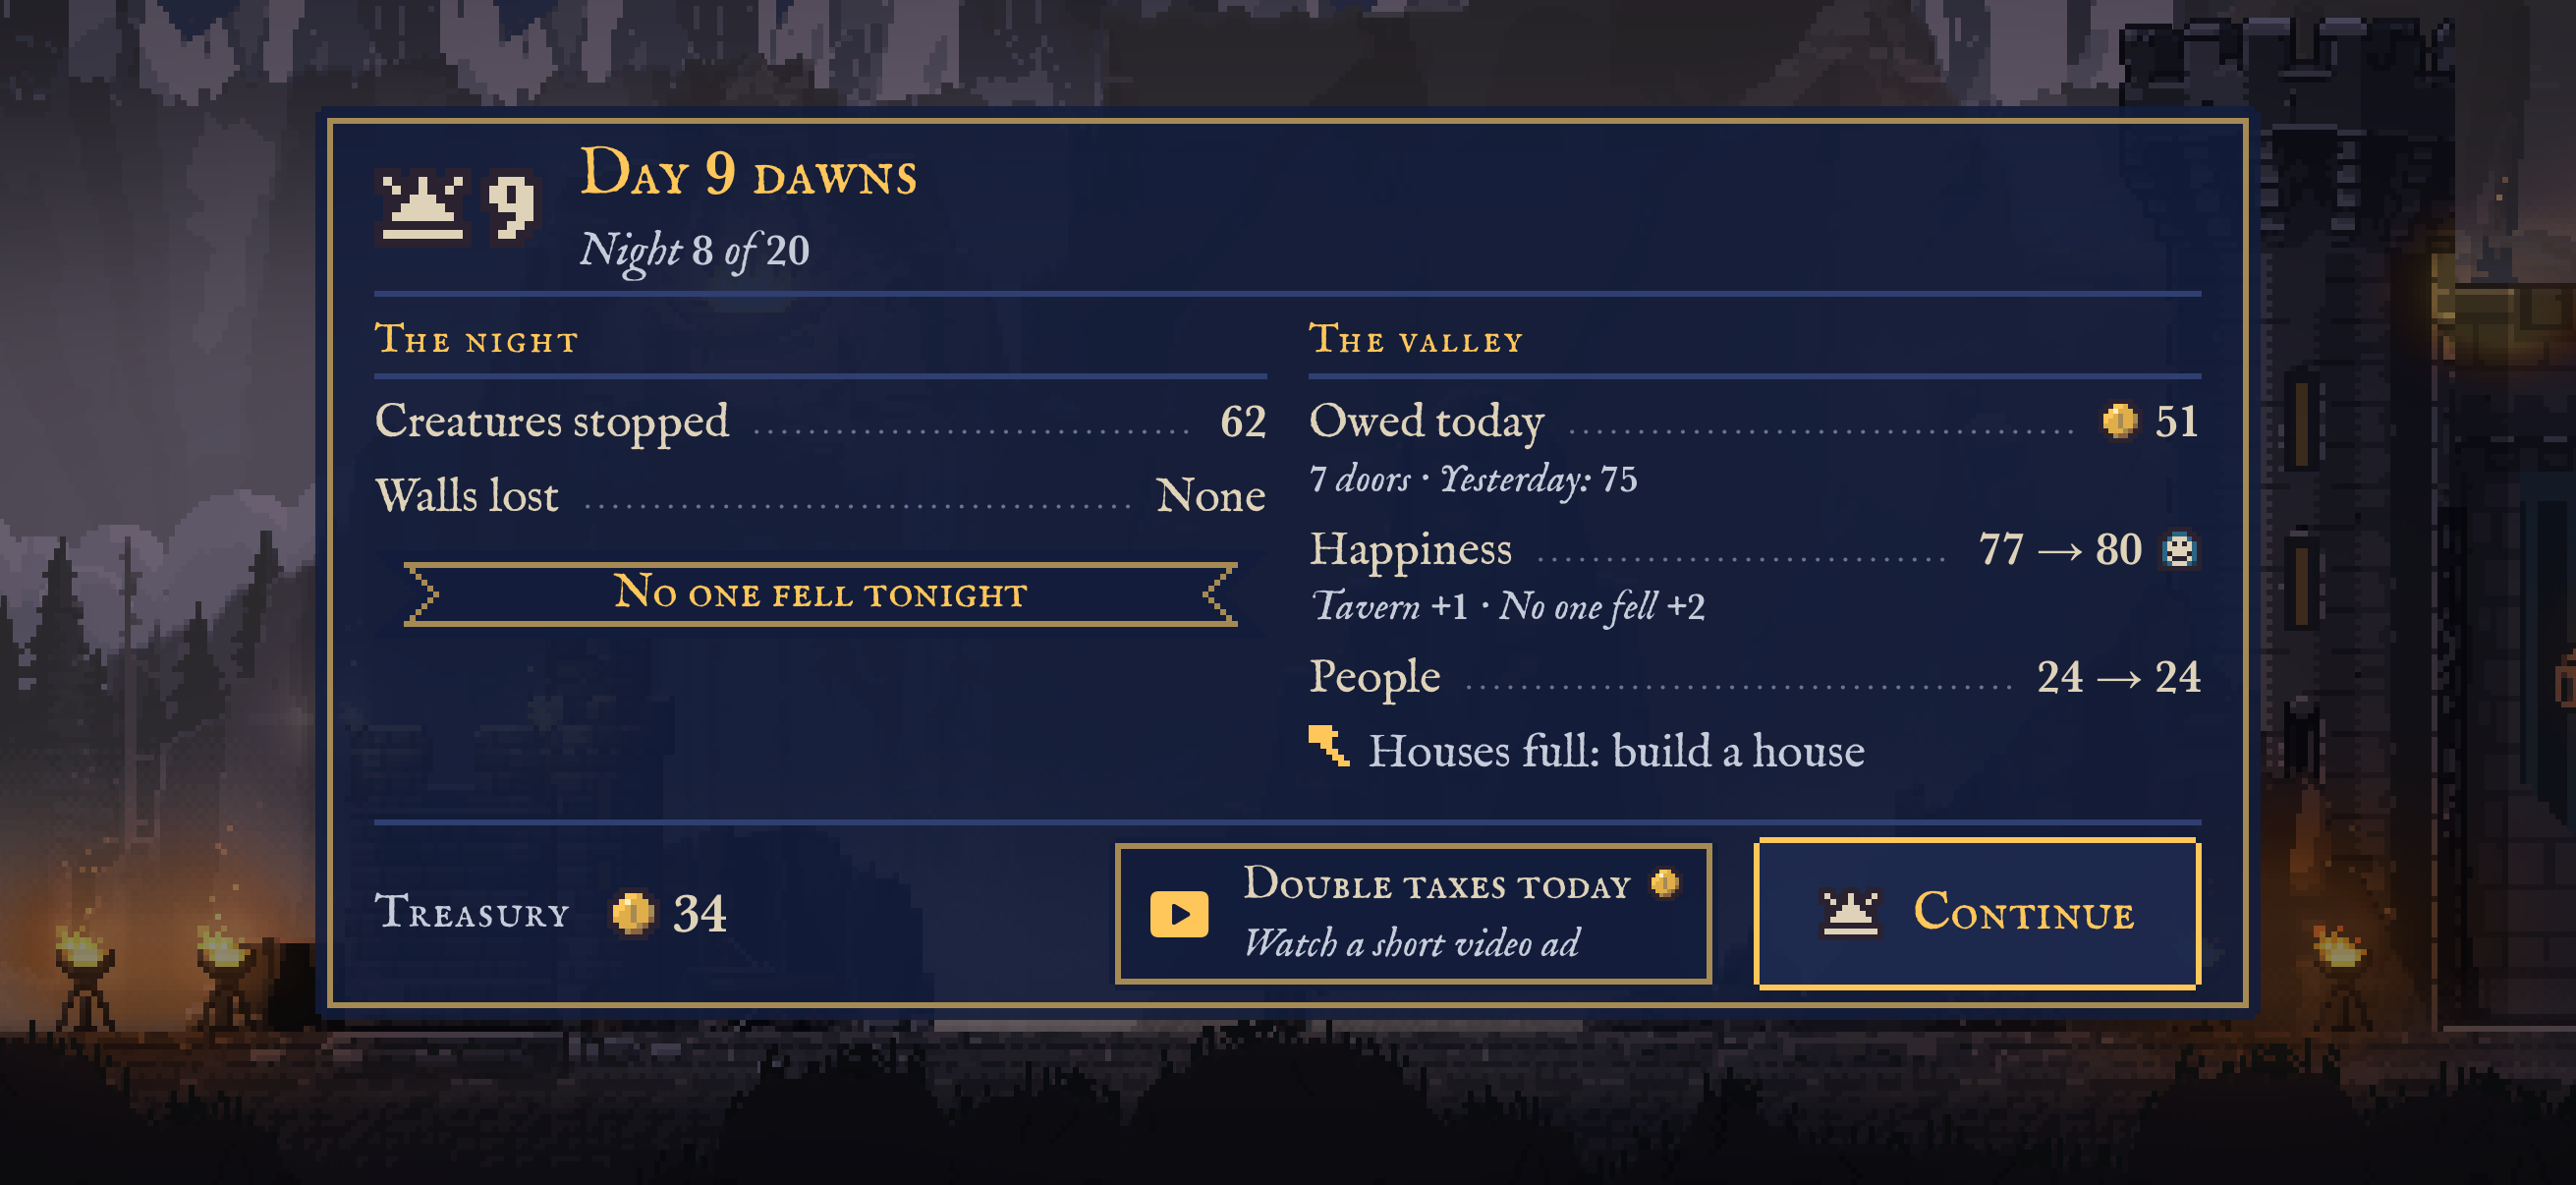 9
Day 9 dawns
Night 8 of 20
The night
Creatures stopped 62
Walls lost None
No one fell tonight
The valley
Owed today 51
7 doors · Yesterday: 75
Happiness 77 → 80
Tavern +1 · No one fell +2
People 24 → 24
Houses full: build a house
Treasury 34
Double taxes today
Watch a short video ad
Continue